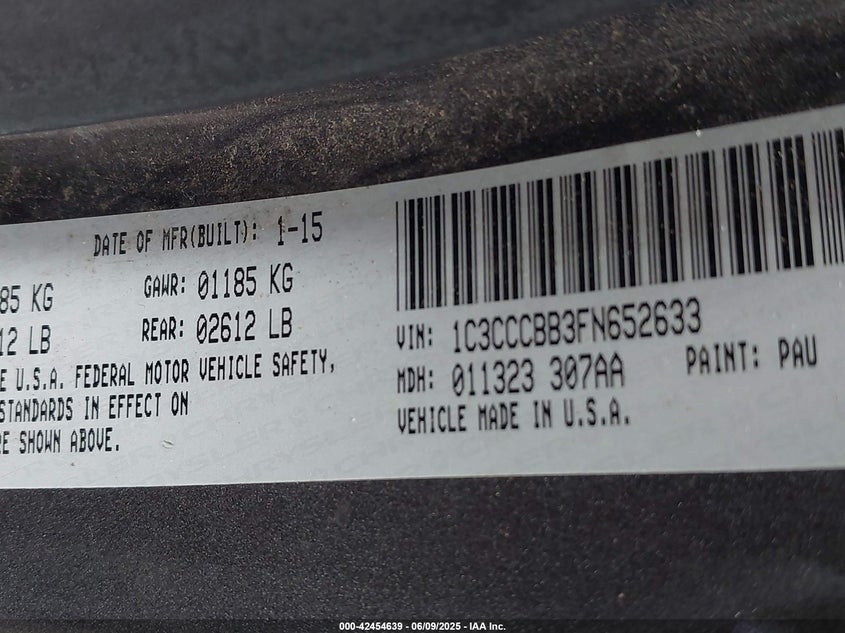 DATE OF MFR(BUILT): 1-15
85 KG GAWR: 01185 KG
12 LB REAR: 02612 LB
E U.S.A. FEDERAL MOTOR VEHICLE SAFETY,
STANDARDS IN EFFECT ON
RE SHOWN ABOVE.
VIN: 1C3CCCBB3FN652633
MDH: 011323 307AA PAINT: PAU
VEHICLE MADE IN U.S.A.
000-42454639 - 06/09/2025 - IAA Inc.